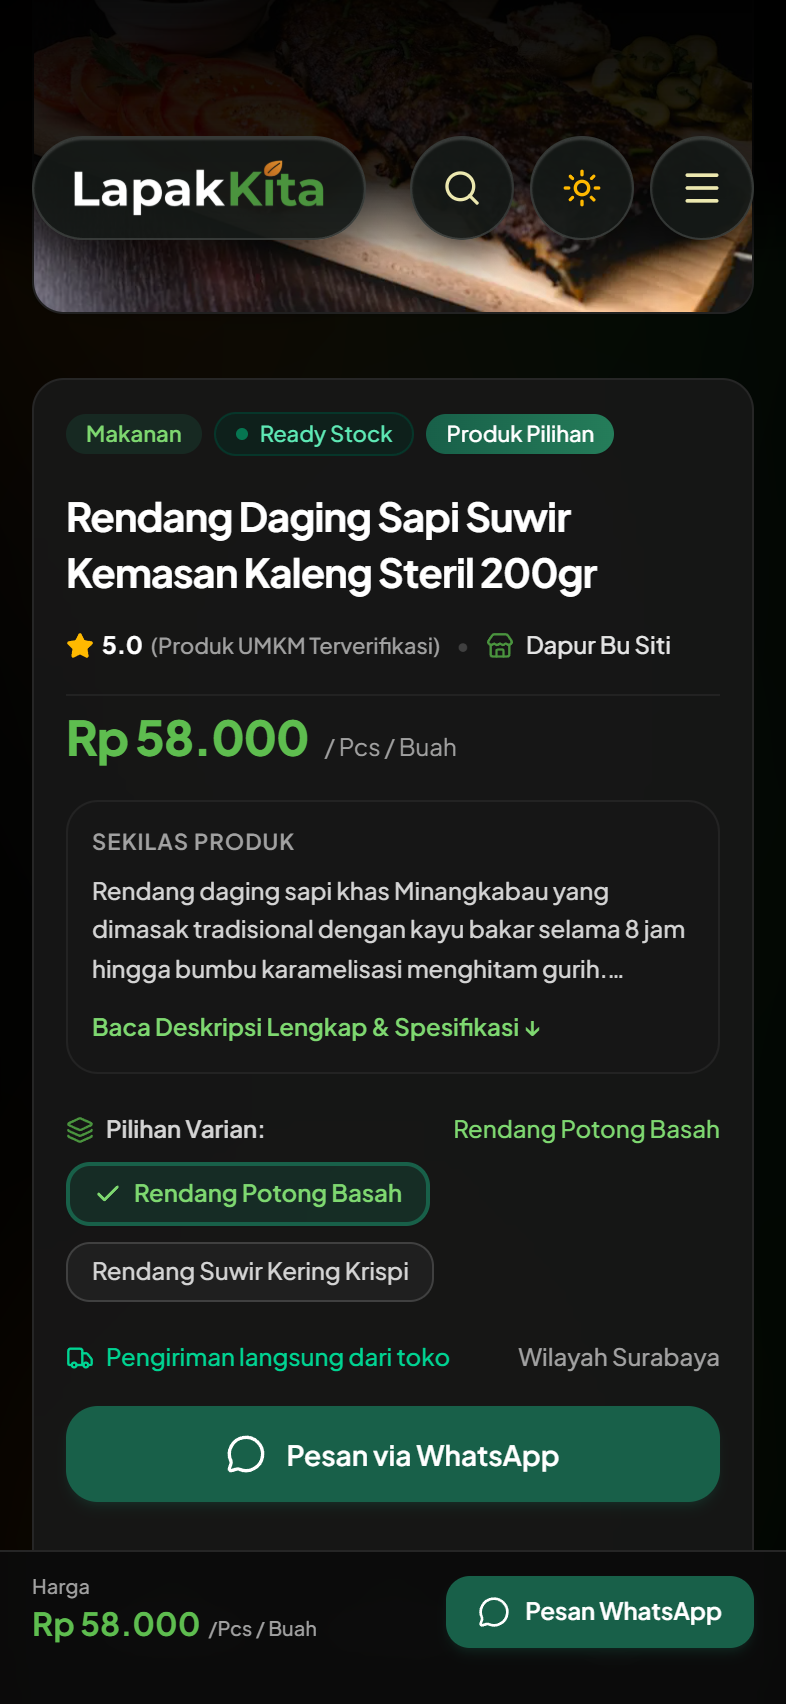 LapakKita
Makanan
Ready Stock
Produk Pilihan
Rendang Daging Sapi Suwir
Kemasan Kaleng Steril 200gr
5.0 (Produk UMKM Terverifikasi) • Dapur Bu Siti
Rp 58.000 / Pcs / Buah
SEKILAS PRODUK
Rendang daging sapi khas Minangkabau yang
dimasak tradisional dengan kayu bakar selama 8 jam
hingga bumbu karamelisasi menghitam gurih....
Baca Deskripsi Lengkap & Spesifikasi ↓
Pilihan Varian:
Rendang Potong Basah
Rendang Potong Basah
Rendang Suwir Kering Krispi
Pengiriman langsung dari toko
Wilayah Surabaya
Pesan via WhatsApp
Harga
Rp 58.000 /Pcs / Buah
Pesan WhatsApp